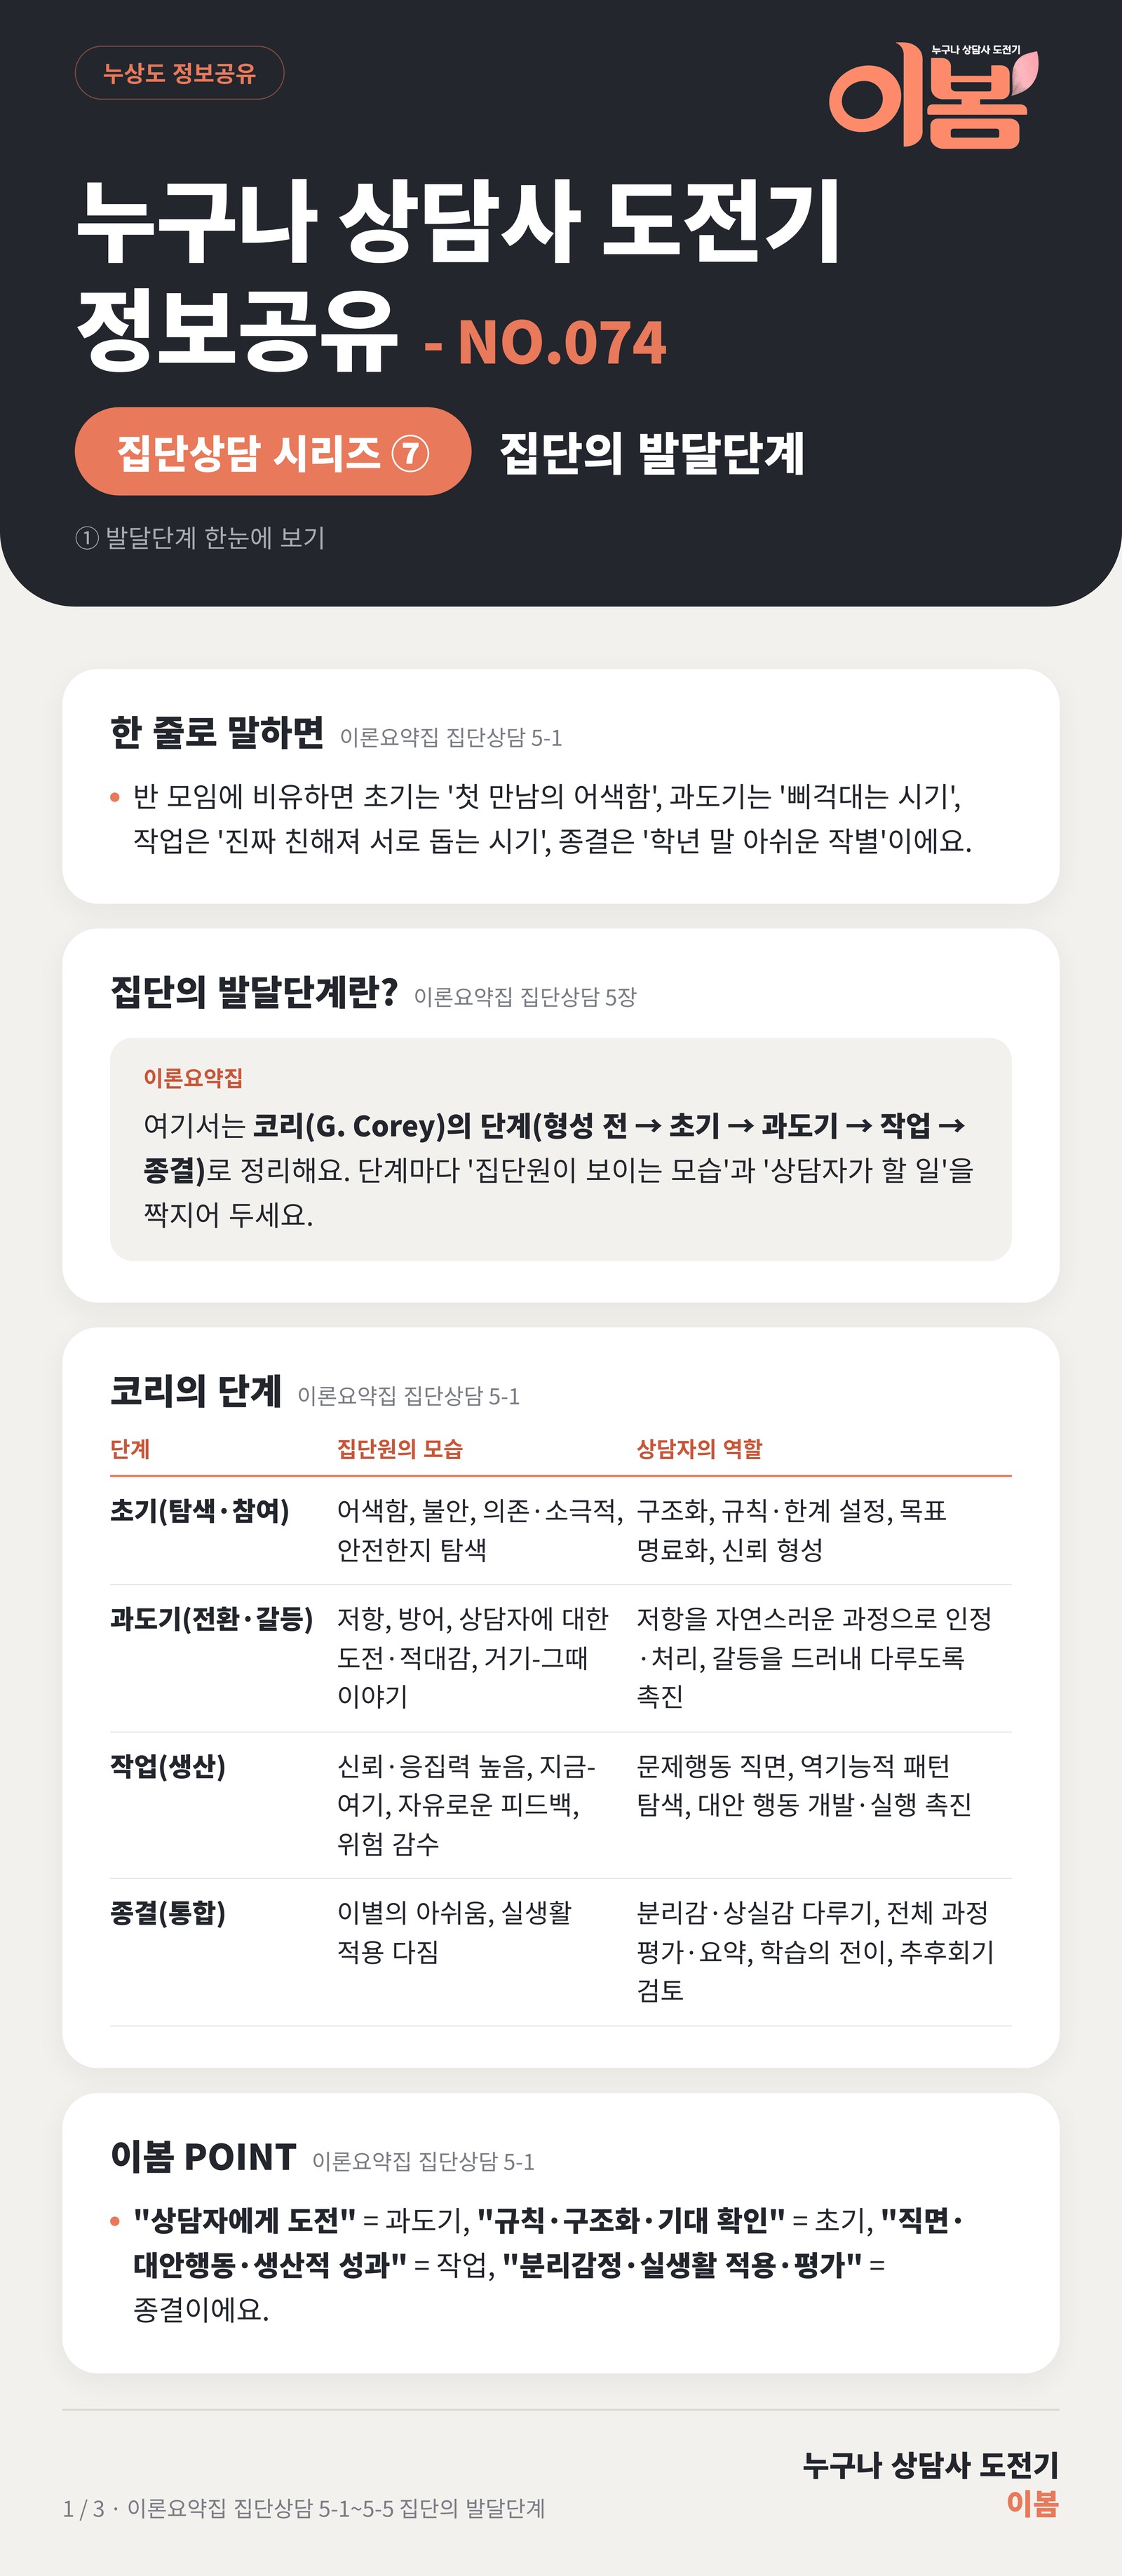 누상도 정보공유
누구나 상담사 도전기
이봄
누구나 상담사 도전기
정보공유 - NO.074
집단상담 시리즈 ⑦ 집단의 발달단계
① 발달단계 한눈에 보기
한 줄로 말하면 이론요약집 집단상담 5-1
• 반 모임에 비유하면 초기는 '첫 만남의 어색함', 과도기는 '삐걱대는 시기',
작업은 '진짜 친해져 서로 돕는 시기', 종결은 '학년 말 아쉬운 작별'이에요.
집단의 발달단계란? 이론요약집 집단상담 5장
이론요약집
여기서는 코리(G. Corey)의 단계(형성 전 → 초기 → 과도기 → 작업 →
종결)로 정리해요. 단계마다 '집단원이 보이는 모습'과 '상담자가 할 일'을
짝지어 두세요.
코리의 단계 이론요약집 집단상담 5-1
단계 집단원의 모습 상담자의 역할
초기(탐색·참여) 어색함, 불안, 의존·소극적, 구조화, 규칙·한계 설정, 목표
안전한지 탐색 명료화, 신뢰 형성
과도기(전환·갈등) 저항, 방어, 상담자에 대한 저항을 자연스러운 과정으로 인정
도전·적대감, 거기-그때 ·처리, 갈등을 드러내 다루도록
이야기 촉진
작업(생산) 신뢰·응집력 높음, 지금- 문제행동 직면, 역기능적 패턴
여기, 자유로운 피드백, 탐색, 대안 행동 개발·실행 촉진
위험 감수
종결(통합) 이별의 아쉬움, 실생활 분리감·상실감 다루기, 전체 과정
적용 다짐 평가·요약, 학습의 전이, 추후회기
검토
이봄 POINT 이론요약집 집단상담 5-1
• "상담자에게 도전" = 과도기, "규칙·구조화·기대 확인" = 초기, "직면·
대안행동·생산적 성과" = 작업, "분리감정·실생활 적용·평가" =
종결이에요.
누구나 상담사 도전기
1 / 3 · 이론요약집 집단상담 5-1~5-5 집단의 발달단계 이봄